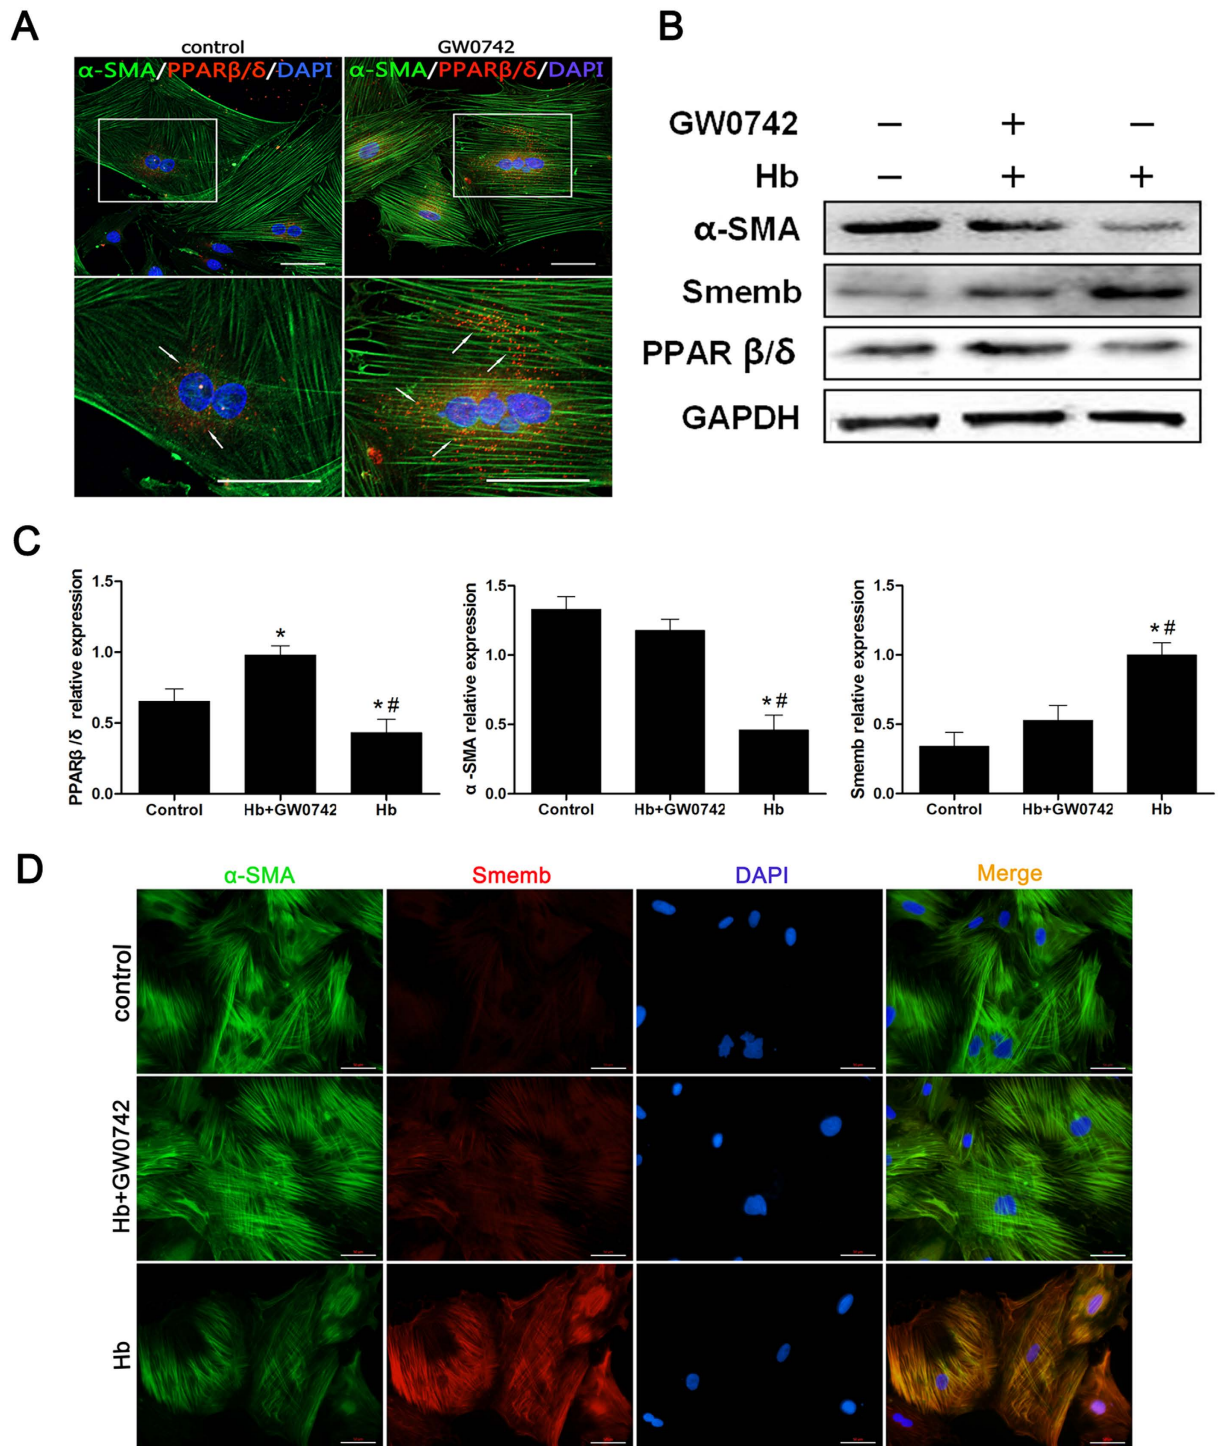 A
control
GW0742
α-SMA/PPARβ/δ/DAPI
α-SMA/PPARβ/δ/DAPI
B
GW0742 − + −
Hb − + +
α-SMA
Smemb
PPAR β/δ
GAPDH
C
PPARβ/δ relative expression
1.5
1.0
0.5
0.0
*
*#
Control
Hb+GW0742
Hb
α-SMA relative expression
1.5
1.0
0.5
0.0
*#
Control
Hb+GW0742
Hb
Smemb relative expression
1.5
1.0
0.5
0.0
*#
Control
Hb+GW0742
Hb
D
α-SMA
Smemb
DAPI
Merge
control
Hb+GW0742
Hb